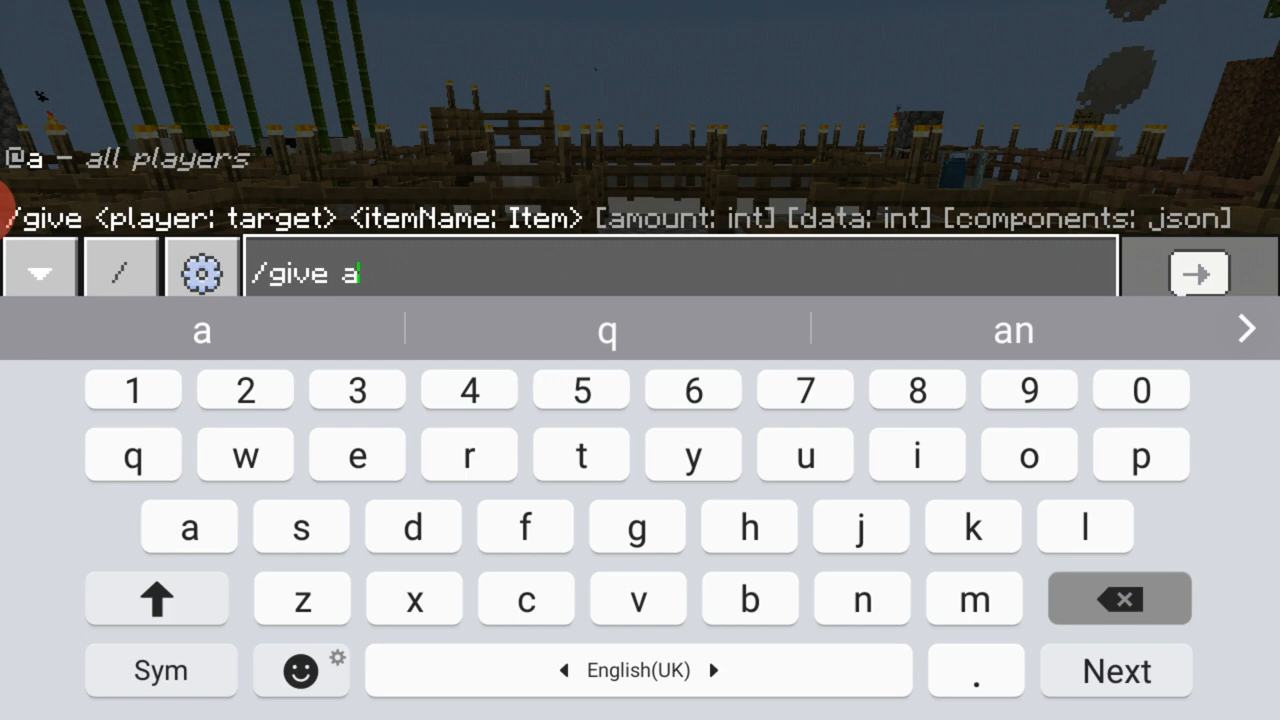 @a - all players
/give <player: target> <itemName: Item> [amount: int] [data: int] [components: json]
/ /give a
a q an
1 2 3 4 5 6 7 8 9 0
q w e r t y u i o p
a s d f g h j k l
z x c v b n m
Sym English(UK) . Next